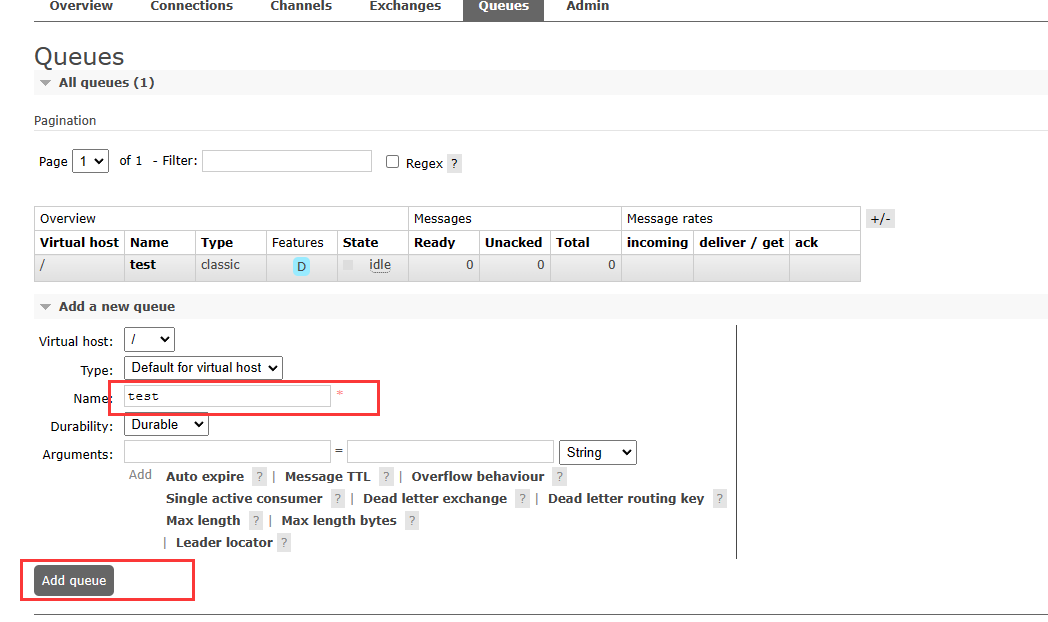 Overview Connections Channels Exchanges Queues Admin
Queues
All queues (1)
Pagination
Page 1 of 1 - Filter: Regex ?
Overview Messages Message rates +/-
Virtual host Name Type Features State Ready Unacked Total incoming deliver / get ack
/ test classic D idle 0 0 0
Add a new queue
Virtual host: /
Type: Default for virtual host
Name: test *
Durability: Durable
Arguments: = String
Add Auto expire ? | Message TTL ? | Overflow behaviour ?
Single active consumer ? | Dead letter exchange ? | Dead letter routing key ?
Max length ? | Max length bytes ?
| Leader locator ?
Add queue